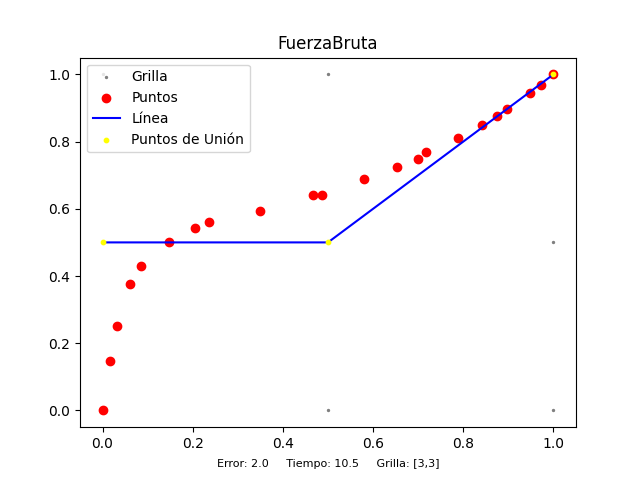 FuerzaBruta
Grilla
Puntos
Línea
Puntos de Unión
1.0
0.8
0.6
0.4
0.2
0.0
0.0 0.2 0.4 0.6 0.8 1.0
Error: 2.0 Tiempo: 10.5 Grilla: [3,3]